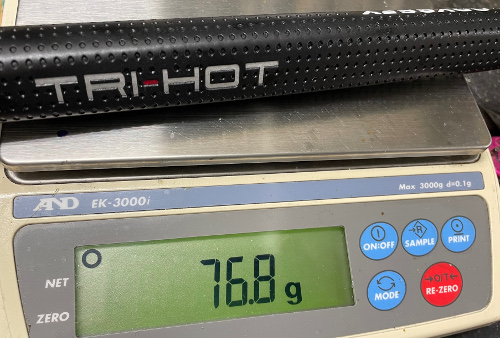 TRI-HOT
AND EK-3000i
Max 3000g d=0.1g
ON:OFF
SAMPLE
PRINT
NET
76.8 g
MODE
→O/T←
RE-ZERO
ZERO